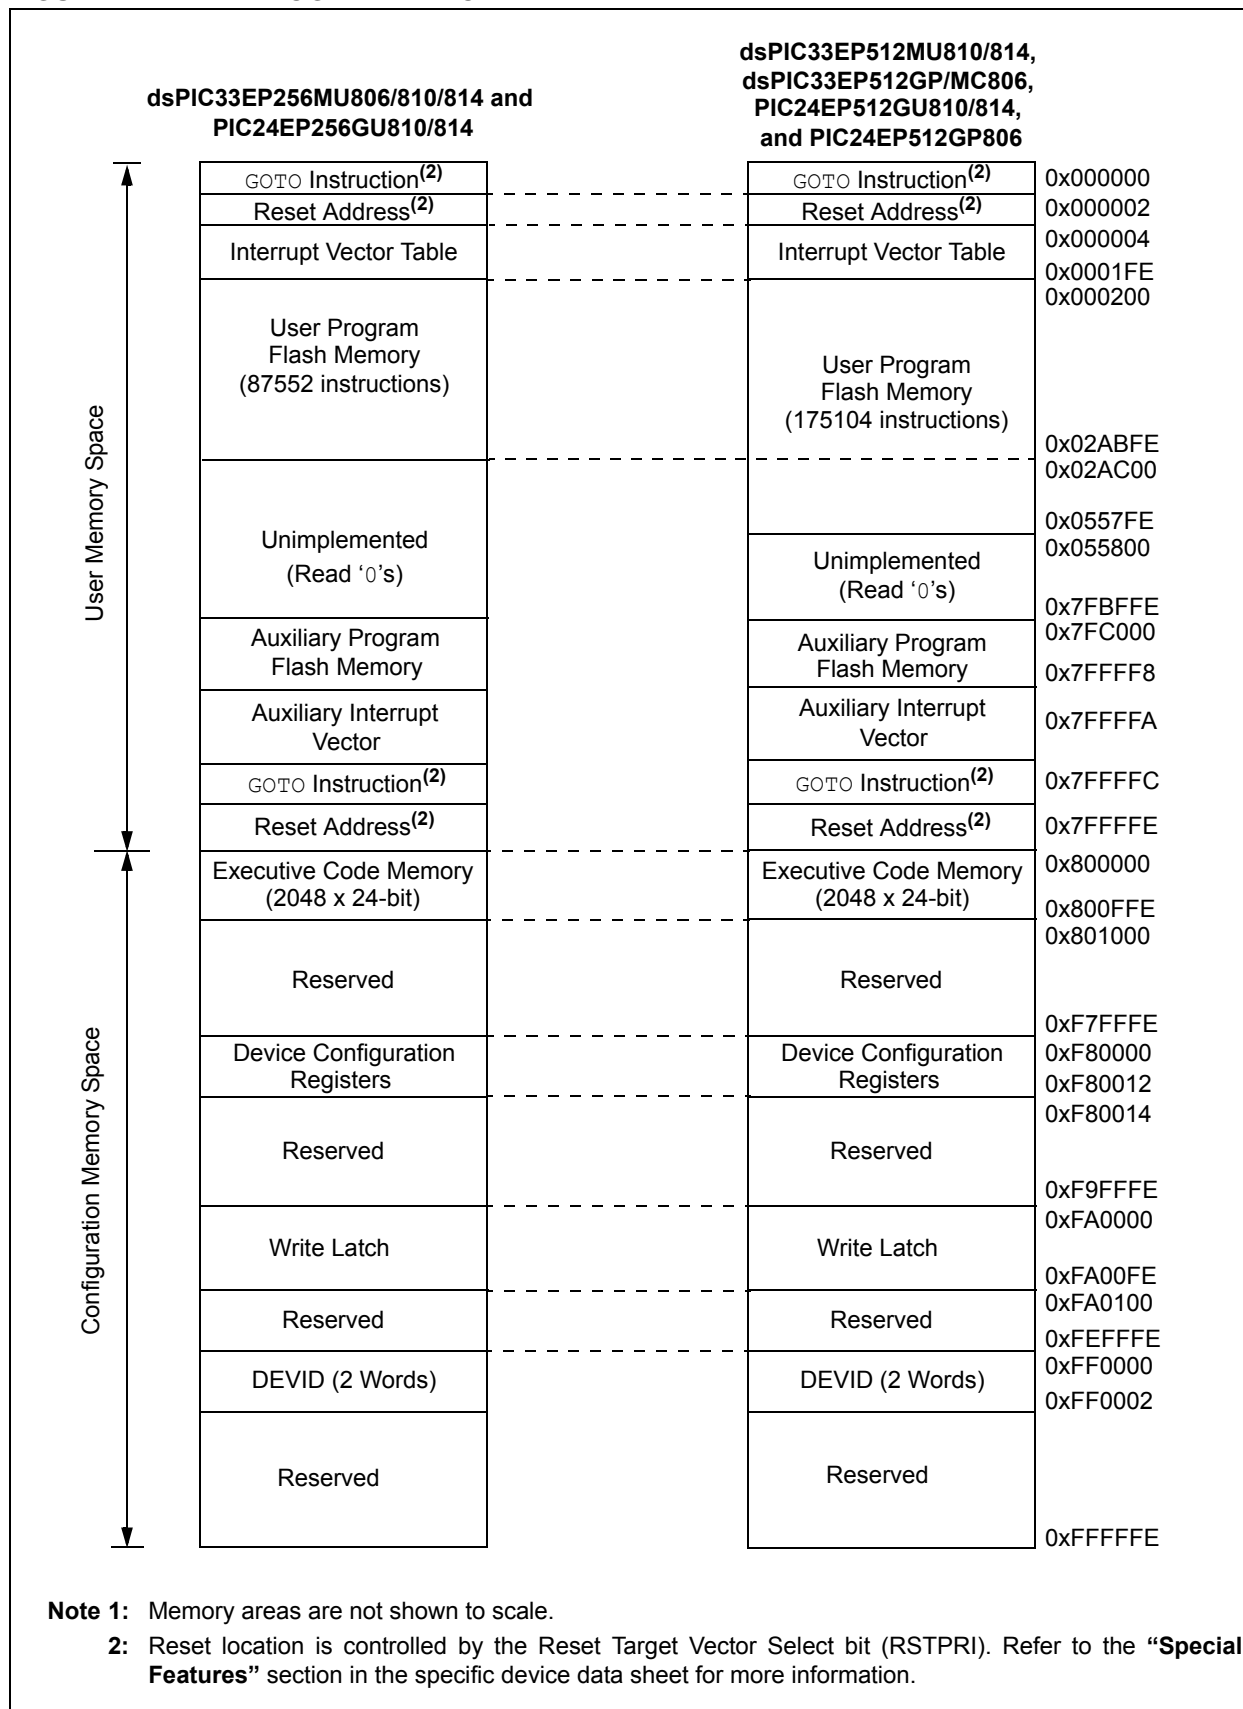 dsPIC33EP256MU806/810/814 and
PIC24EP256GU810/814
dsPIC33EP512MU810/814,
dsPIC33EP512GP/MC806,
PIC24EP512GU810/814,
and PIC24EP512GP806
User Memory Space
Configuration Memory Space
GOTO Instruction(2)
Reset Address(2)
Interrupt Vector Table
User Program
Flash Memory
(87552 instructions)
Unimplemented
(Read ‘0’s)
Auxiliary Program
Flash Memory
Auxiliary Interrupt
Vector
GOTO Instruction(2)
Reset Address(2)
Executive Code Memory
(2048 x 24-bit)
Reserved
Device Configuration
Registers
Reserved
Write Latch
Reserved
DEVID (2 Words)
Reserved
GOTO Instruction(2)
Reset Address(2)
Interrupt Vector Table
User Program
Flash Memory
(175104 instructions)
Unimplemented
(Read ‘0’s)
Auxiliary Program
Flash Memory
Auxiliary Interrupt
Vector
GOTO Instruction(2)
Reset Address(2)
Executive Code Memory
(2048 x 24-bit)
Reserved
Device Configuration
Registers
Reserved
Write Latch
Reserved
DEVID (2 Words)
Reserved
0x000000
0x000002
0x000004
0x0001FE
0x000200
0x02ABFE
0x02AC00
0x0557FE
0x055800
0x7FBFFE
0x7FC000
0x7FFFF8
0x7FFFFA
0x7FFFFC
0x7FFFFE
0x800000
0x800FFE
0x801000
0xF7FFFE
0xF80000
0xF80012
0xF80014
0xF9FFFE
0xFA0000
0xFA00FE
0xFA0100
0xFEFFFE
0xFF0000
0xFF0002
0xFFFFFE
Note 1: Memory areas are not shown to scale.
2: Reset location is controlled by the Reset Target Vector Select bit (RSTPRI). Refer to the “Special
Features” section in the specific device data sheet for more information.